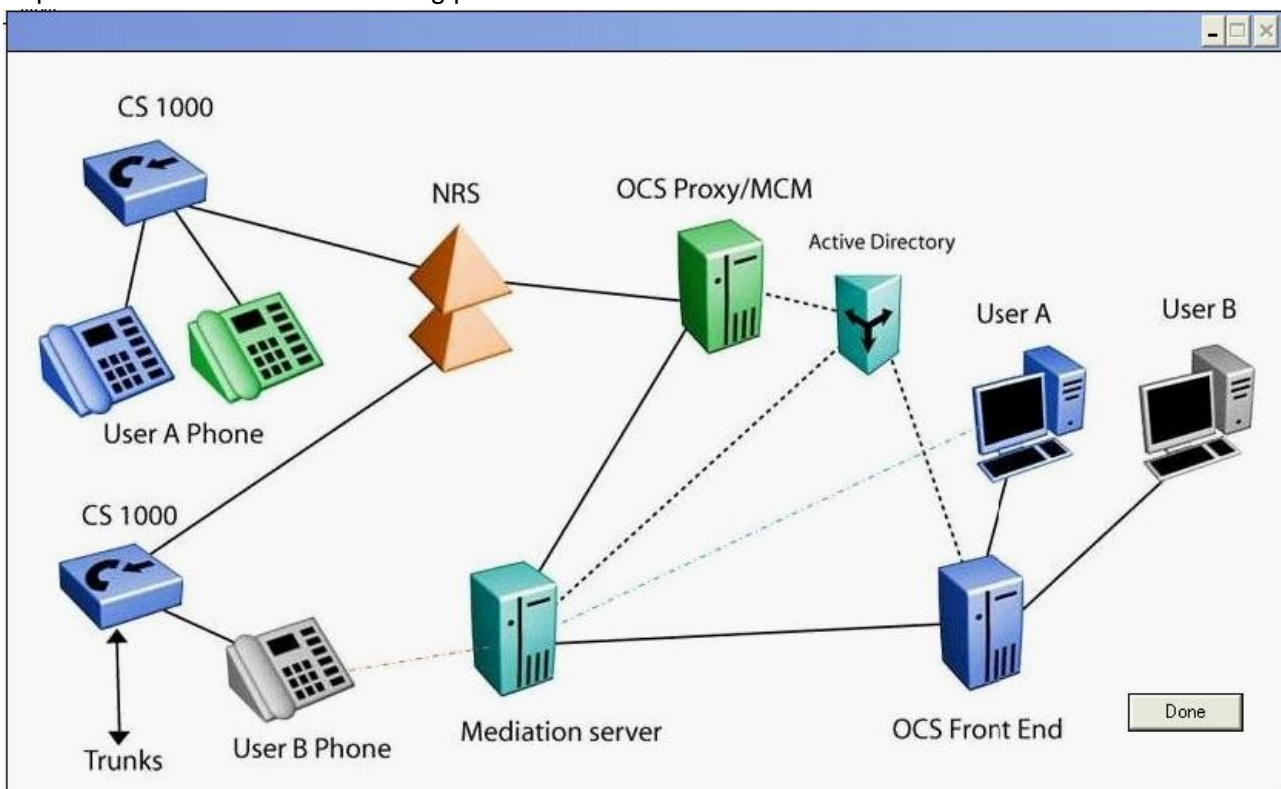 CS 1000
NRS
OCS Proxy/MCM
Active Directory
User A
User B
User A Phone
CS 1000
Trunks
User B Phone
Mediation server
OCS Front End
Done